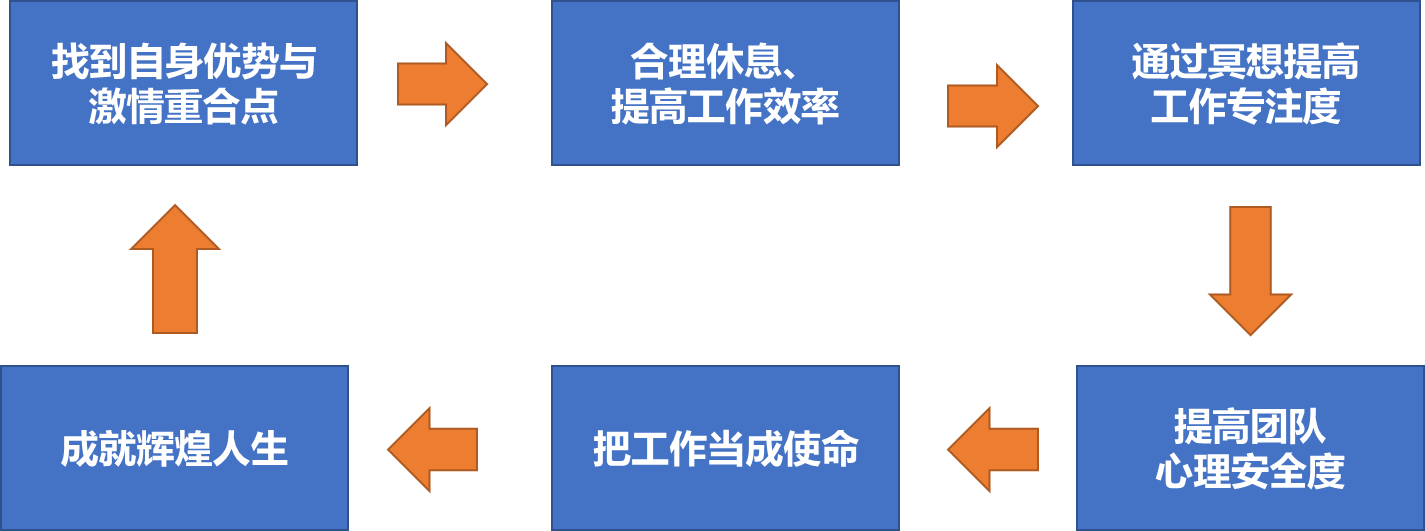 找到自身优势与
激情重合点
合理休息、
提高工作效率
通过冥想提高
工作专注度
提高团队
心理安全度
把工作当成使命
成就辉煌人生